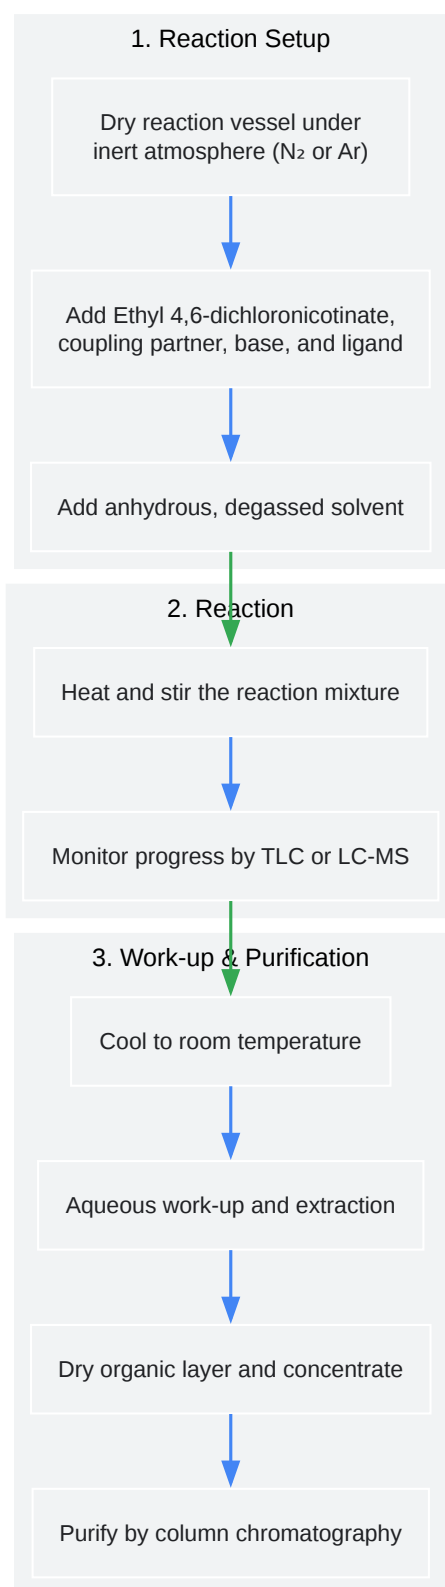 1. Reaction Setup
Dry reaction vessel under
inert atmosphere (N₂ or Ar)
Add Ethyl 4,6-dichloronicotinate,
coupling partner, base, and ligand
Add anhydrous, degassed solvent
2. Reaction
Heat and stir the reaction mixture
Monitor progress by TLC or LC-MS
3. Work-up & Purification
Cool to room temperature
Aqueous work-up and extraction
Dry organic layer and concentrate
Purify by column chromatography